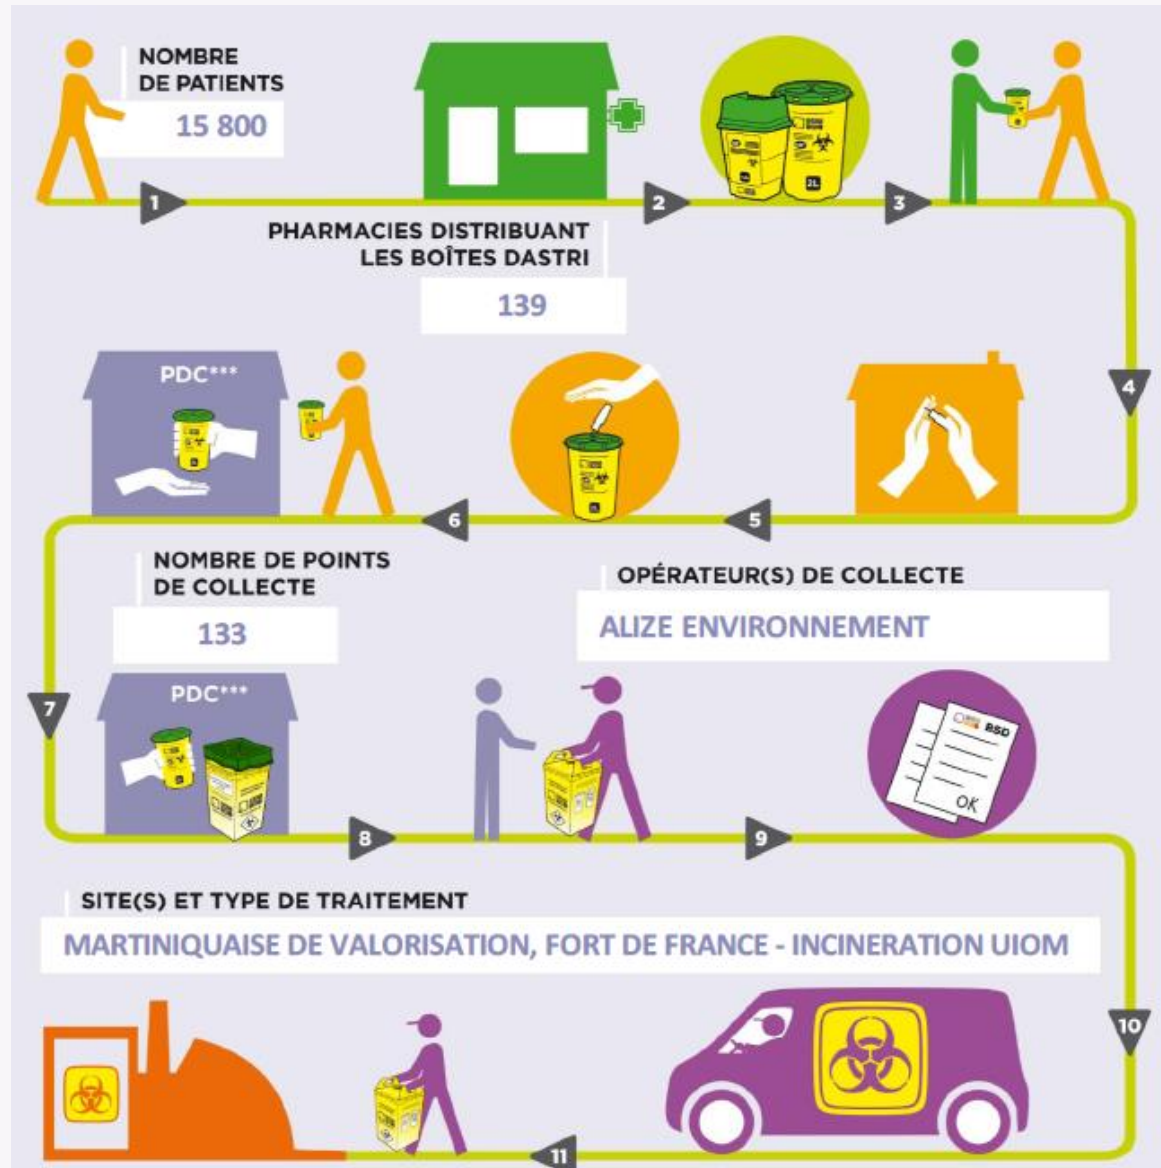 NOMBRE
DE PATIENTS
15 800
1
2
2L
3
PHARMACIES DISTRIBUANT
LES BOÎTES DASTRI
139
4
PDC***
6
5
NOMBRE DE POINTS
DE COLLECTE
133
OPÉRATEUR(S) DE COLLECTE
ALIZE ENVIRONNEMENT
7
PDC***
BSD
OK
8
9
SITE(S) ET TYPE DE TRAITEMENT
MARTINIQUAISE DE VALORISATION, FORT DE FRANCE - INCINERATION UIOM
10
11